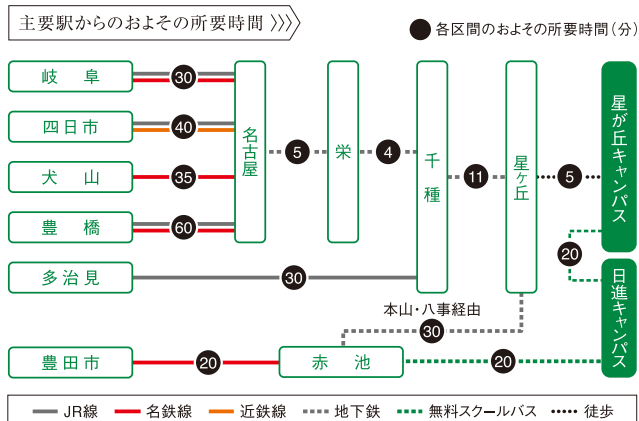 主要駅からのおよその所要時間
各区間のおよその所要時間(分)
岐阜
30
四日市
40
犬山
35
豊橋
60
名古屋
5
栄
4
千種
11
星ヶ丘
5
星が丘キャンパス
20
日進キャンパス
多治見
30
本山・八事経由
30
豊田市
20
赤池
20
JR線 名鉄線 近鉄線 地下鉄 無料スクールバス 徒歩